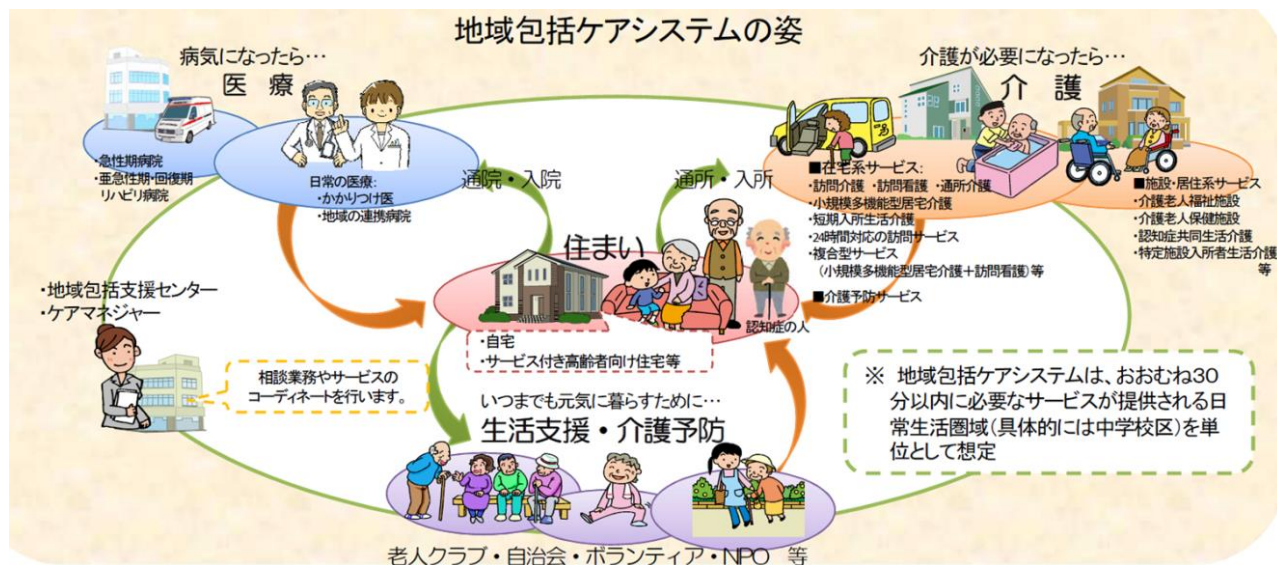 地域包括ケアシステムの姿
病気になったら…
医 療
・急性期病院
・亜急性期・回復期
リハビリ病院
日常の医療:
・かかりつけ医
・地域の連携病院
通院・入院
通所・入所
介護が必要になったら…
介 護
■在宅系サービス:
・訪問介護 ・訪問看護 ・通所介護
・小規模多機能型居宅介護
・短期入所生活介護
・24時間対応の訪問サービス
・複合型サービス
(小規模多機能型居宅介護+訪問看護)等
■介護予防サービス
■施設・居住系サービス
・介護老人福祉施設
・介護老人保健施設
・認知症共同生活介護
・特定施設入所者生活介護
等
住まい
認知症の人
・自宅
・サービス付き高齢者向け住宅等
・地域包括支援センター
・ケアマネジャー
相談業務やサービスの
コーディネートを行います。
いつまでも元気に暮らすために…
生活支援・介護予防
老人クラブ・自治会・ボランティア・NPO 等
※ 地域包括ケアシステムは、おおむね30
分以内に必要なサービスが提供される日
常生活圏域(具体的には中学校区)を単
位として想定